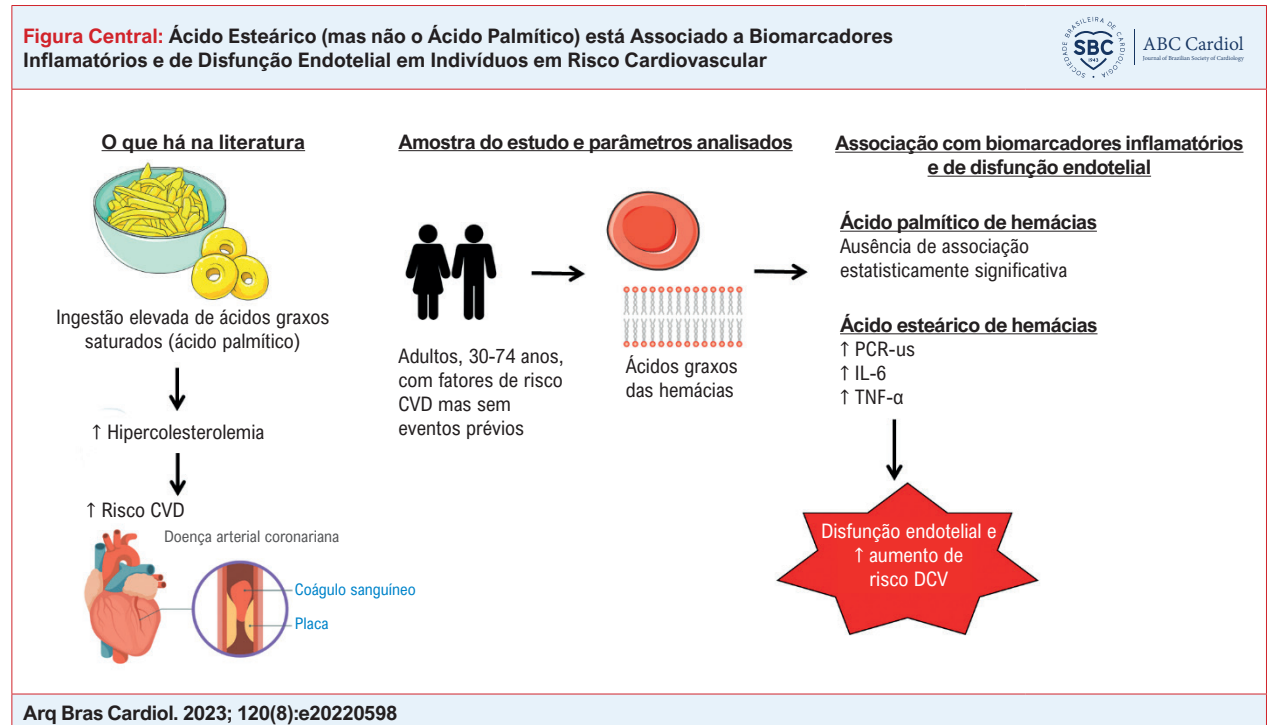 Figura Central: Ácido Esteárico (mas não o Ácido Palmítico) está Associado a Biomarcadores
Inflamatórios e de Disfunção Endotelial em Indivíduos em Risco Cardiovascular
SOCIEDADE BRASILEIRA DE CARDIOLOGIA
SBC
1943
ABC Cardiol
Journal of Brazilian Society of Cardiology
O que há na literatura
Ingestão elevada de ácidos graxos
saturados (ácido palmítico)
↑ Hipercolesterolemia
↑ Risco CVD
Doença arterial coronariana
Coágulo sanguíneo
Placa
Amostra do estudo e parâmetros analisados
Adultos, 30-74 anos,
com fatores de risco
CVD mas sem
eventos prévios
Ácidos graxos
das hemácias
Associação com biomarcadores inflamatórios
e de disfunção endotelial
Ácido palmítico de hemácias
Ausência de associação
estatisticamente significativa
Ácido esteárico de hemácias
↑ PCR-us
↑ IL-6
↑ TNF-α
Disfunção endotelial e
↑ aumento de
risco DCV
Arq Bras Cardiol. 2023; 120(8):e20220598